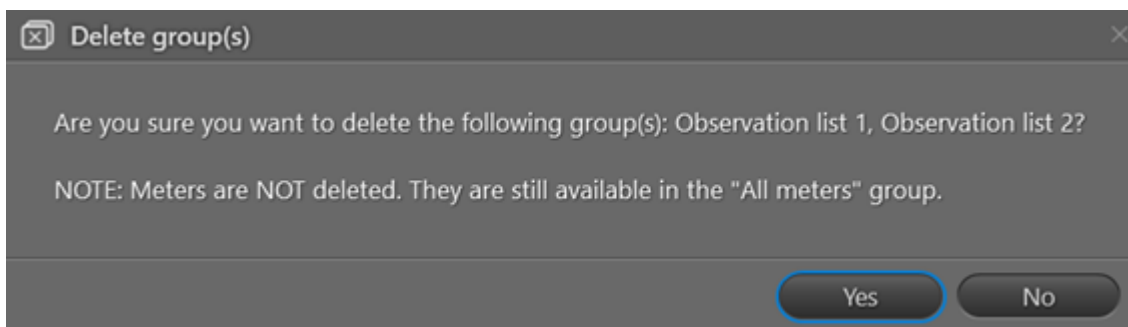 Delete group(s)
Are you sure you want to delete the following group(s): Observation list 1, Observation list 2?
NOTE: Meters are NOT deleted. They are still available in the "All meters" group.
Yes No